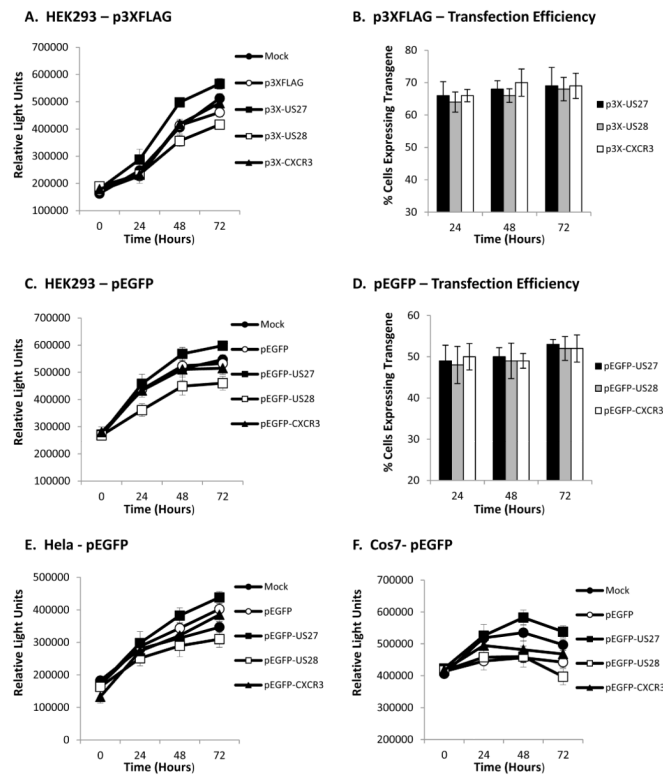 A. HEK293 – p3XFLAG
Relative Light Units
700000
600000
500000
400000
300000
200000
100000
0 24 48 72
Time (Hours)
Mock
p3XFLAG
p3X-US27
p3X-US28
p3X-CXCR3
B. p3XFLAG – Transfection Efficiency
% Cells Expressing Transgene
80
70
60
50
40
30
24 48 72
Time (Hours)
p3X-US27
p3X-US28
p3X-CXCR3
C. HEK293 – pEGFP
Relative Light Units
700000
600000
500000
400000
300000
200000
100000
0 24 48 72
Time (Hours)
Mock
pEGFP
pEGFP-US27
pEGFP-US28
pEGFP-CXCR3
D. pEGFP – Transfection Efficiency
% Cells Expressing Transgene
60
50
40
30
20
10
24 48 72
Time (Hours)
pEGFP-US27
pEGFP-US28
pEGFP-CXCR3
E. Hela - pEGFP
Relative Light Units
500000
400000
300000
200000
100000
0
0 24 48 72
Time (Hours)
Mock
pEGFP
pEGFP-US27
pEGFP-US28
pEGFP-CXCR3
F. Cos7- pEGFP
Relative Light Units
700000
600000
500000
400000
300000
200000
0 24 48 72
Time (Hours)
Mock
pEGFP
pEGFP-US27
pEGFP-US28
pEGFP-CXCR3